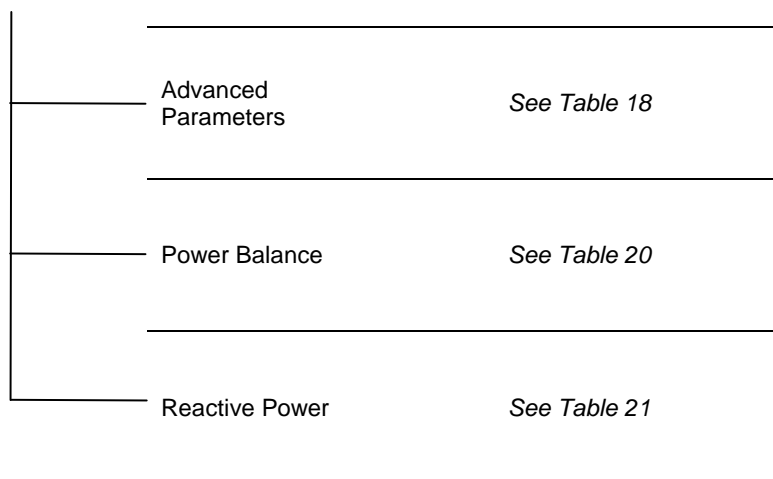 Advanced
Parameters
See Table 18
Power Balance See Table 20
Reactive Power See Table 21